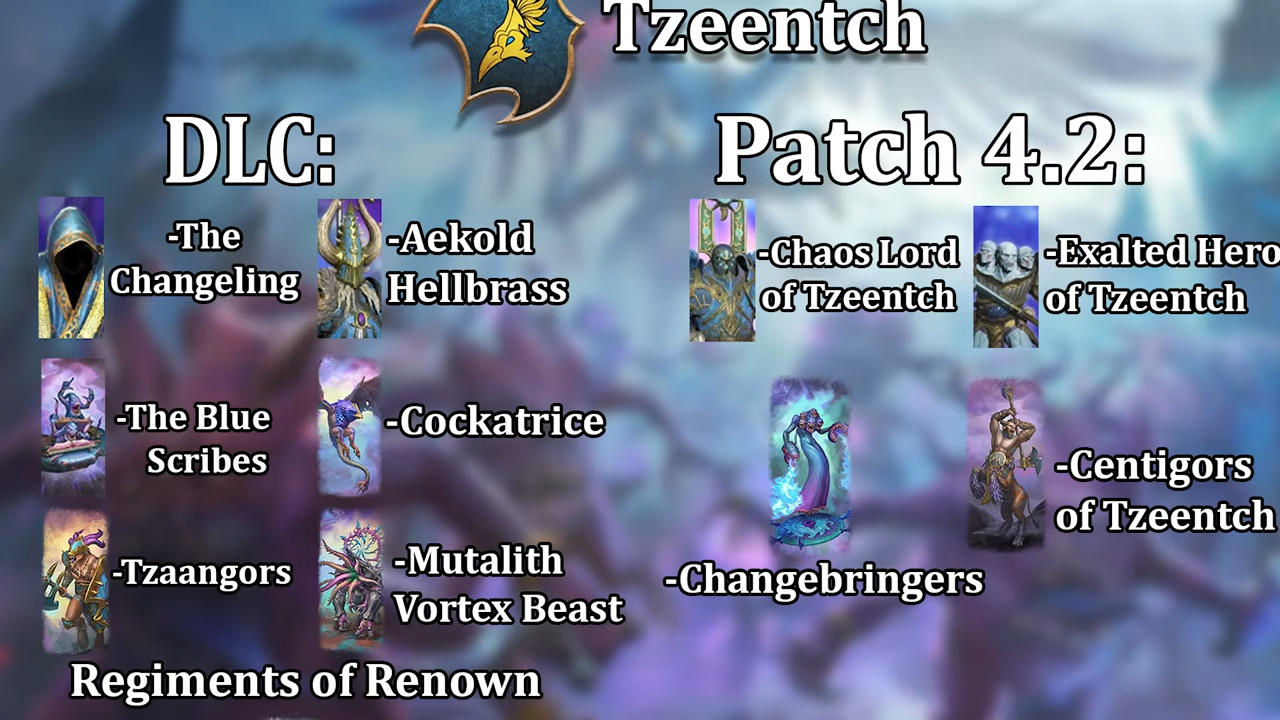 Tzeentch
DLC:
-The
Changeling
-Aekold
Hellbrass
-The Blue
Scribes
-Cockatrice
-Tzaangors
-Mutalith
Vortex Beast
Regiments of Renown
Patch 4.2:
-Chaos Lord
of Tzeentch
-Exalted Hero
of Tzeentch
-Changebringers
-Centigors
of Tzeentch